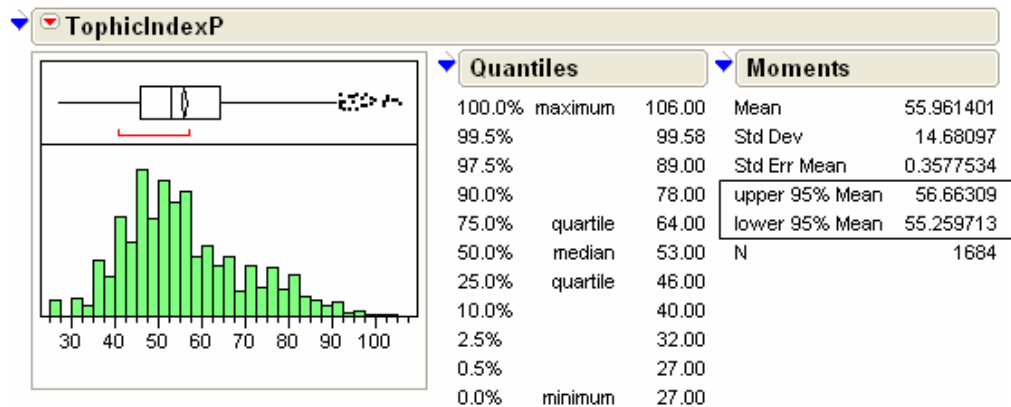 TophicIndexP
30 40 50 60 70 80 90 100
Quantiles
100.0% maximum 106.00
99.5% 99.58
97.5% 89.00
90.0% 78.00
75.0% quartile 64.00
50.0% median 53.00
25.0% quartile 46.00
10.0% 40.00
2.5% 32.00
0.5% 27.00
0.0% minimum 27.00
Moments
Mean 55.961401
Std Dev 14.68097
Std Err Mean 0.3577534
upper 95% Mean 56.66309
lower 95% Mean 55.259713
N 1684